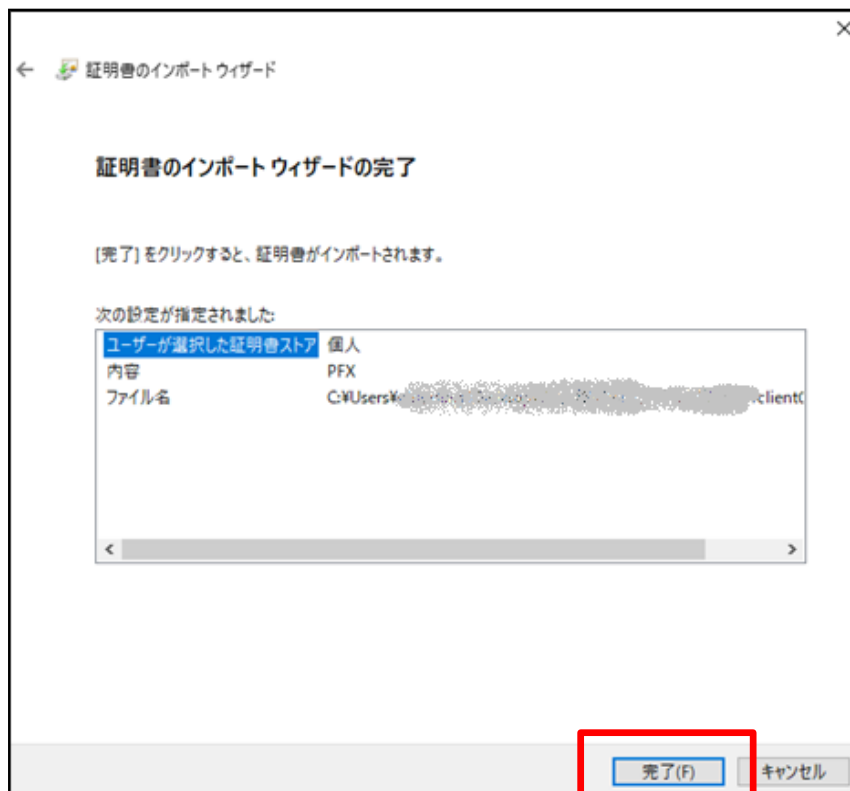 証明書のインポート ウィザード
証明書のインポート ウィザードの完了
[完了] をクリックすると、証明書がインポートされます。
次の設定が指定されました:
ユーザーが選択した証明書ストア 個人
内容 PFX
ファイル名 C:¥Users¥ client
完了(F) キャンセル